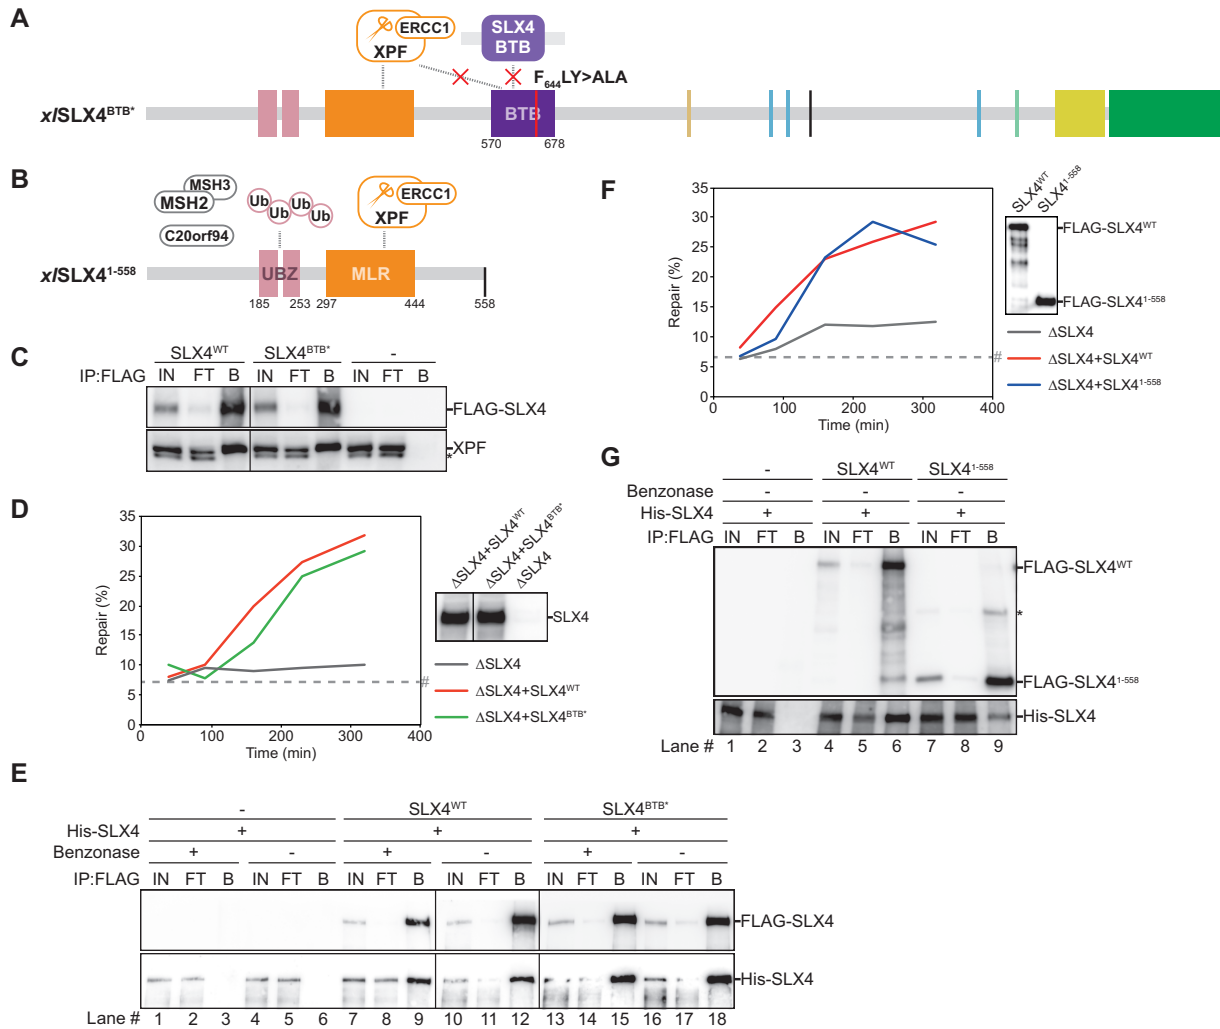 A
ERCC1
XPF
SLX4
BTB
F644LY>ALA
xlSLX4BTB*
BTB
570 678
B
MSH3
MSH2
C20orf94
Ub Ub Ub Ub
ERCC1
XPF
xlSLX41-558
UBZ MLR
185 253 297 444 558
C
SLX4WT SLX4BTB* -
IP:FLAG IN FT B IN FT B IN FT B
FLAG-SLX4
XPF
*
D
35
30
25
20
15
10
5
0
Repair (%)
0 100 200 300 400
Time (min)
#
ΔSLX4+SLX4WT
ΔSLX4+SLX4BTB*
ΔSLX4
SLX4
ΔSLX4
ΔSLX4+SLX4WT
ΔSLX4+SLX4BTB*
E
- SLX4WT SLX4BTB*
His-SLX4 + + +
Benzonase + - + - + -
IP:FLAG IN FT B IN FT B IN FT B IN FT B IN FT B IN FT B
FLAG-SLX4
His-SLX4
Lane # 1 2 3 4 5 6 7 8 9 10 11 12 13 14 15 16 17 18
F
35
30
25
20
15
10
5
0
Repair (%)
0 100 200 300 400
Time (min)
#
SLX4WT
SLX41-558
FLAG-SLX4WT
FLAG-SLX41-558
ΔSLX4
ΔSLX4+SLX4WT
ΔSLX4+SLX41-558
G
- SLX4WT SLX41-558
Benzonase - - -
His-SLX4 + + +
IP:FLAG IN FT B IN FT B IN FT B
FLAG-SLX4WT
*
FLAG-SLX41-558
His-SLX4
Lane # 1 2 3 4 5 6 7 8 9